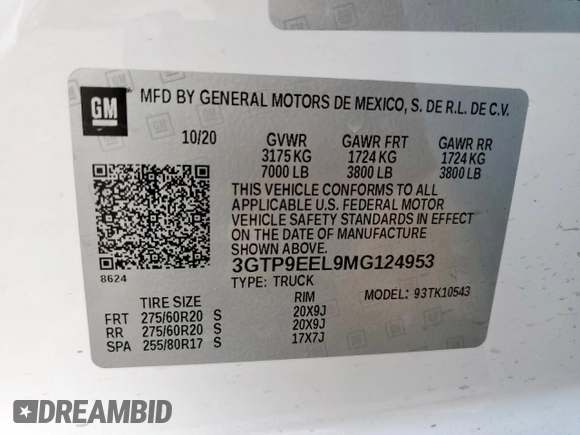 GM
MFD BY GENERAL MOTORS DE MEXICO, S. DE R.L. DE C.V.
10/20 GVWR GAWR FRT GAWR RR
3175 KG 1724 KG 1724 KG
7000 LB 3800 LB 3800 LB
THIS VEHICLE CONFORMS TO ALL
APPLICABLE U.S. FEDERAL MOTOR
VEHICLE SAFETY STANDARDS IN EFFECT
ON THE DATE OF MANUFACTURE
SHOWN ABOVE.
8624
3GTP9EEL9MG124953
TYPE: TRUCK MODEL: 93TK10543
TIRE SIZE RIM
FRT 275/60R20 S 20X9J
RR 275/60R20 S 20X9J
SPA 255/80R17 S 17X7J
DREAMBID